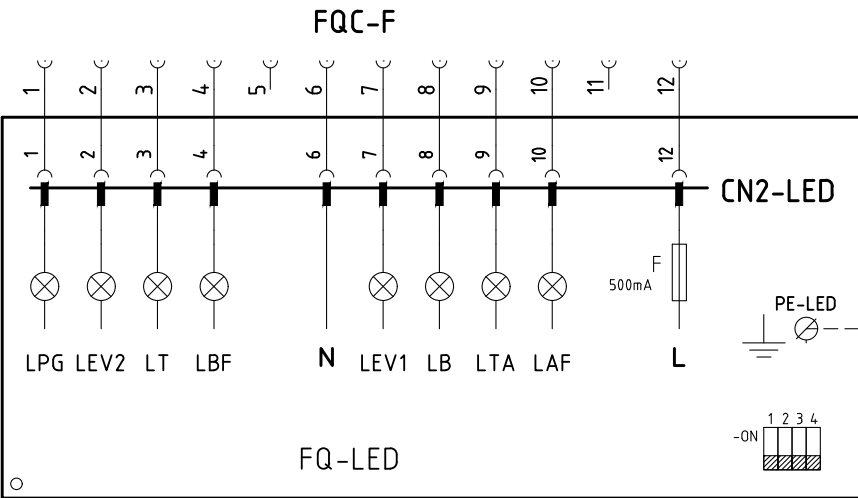 FQC-F
1 2 3 4 5 6 7 8 9 10 11 12
1 2 3 4 6 7 8 9 10 12
CN2-LED
F
500mA
PE-LED
LPG LEV2 LT LBF N LEV1 LB LTA LAF L
1 2 3 4
-ON
FQ-LED